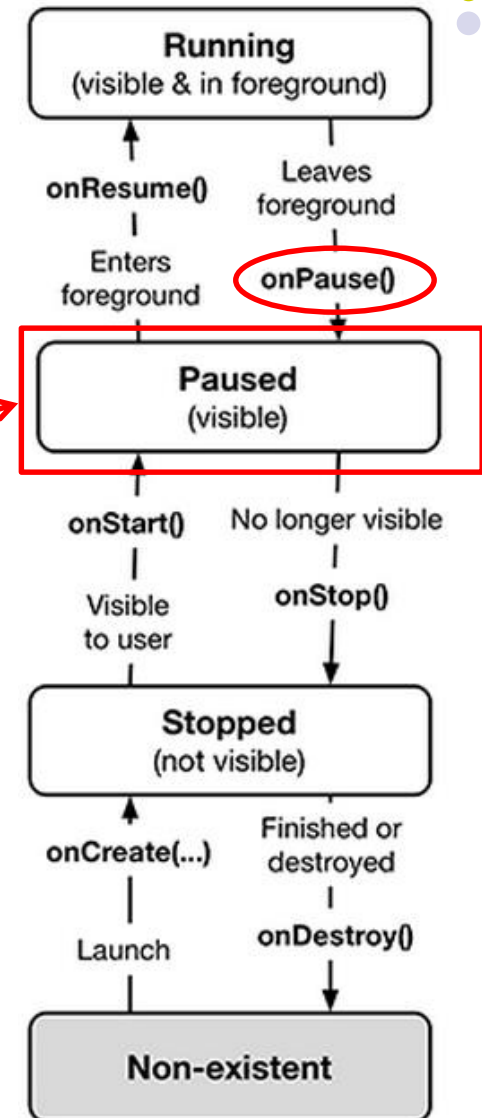 Running
(visible & in foreground)
onResume()
Enters
foreground
Leaves
foreground
onPause()
Paused
(visible)
onStart()
Visible
to user
No longer visible
onStop()
Stopped
(not visible)
onCreate(...)
Launch
Finished or
destroyed
onDestroy()
Non-existent